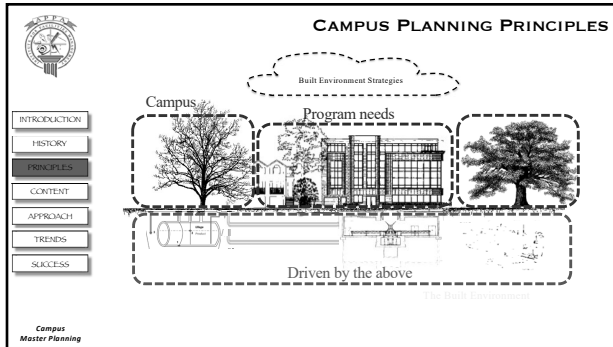 CAMPUS PLANNING PRINCIPLES
APPA
Built Environment Strategies
Campus
Program needs
INTRODUCTION
HISTORY
PRINCIPLES
CONTENT
APPROACH
TRENDS
SUCCESS
Driven by the above
The Built Environment
Campus
Master Planning